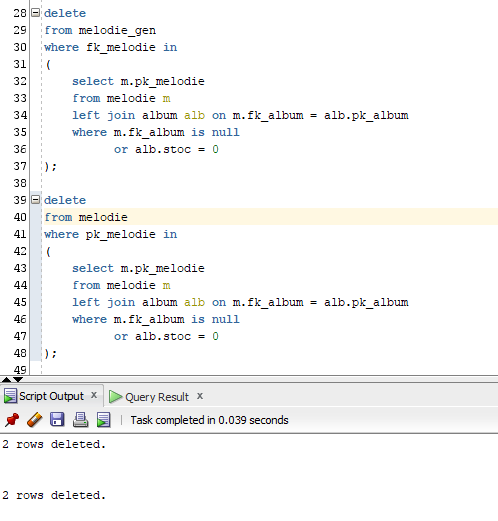 28 delete
29 from melodie_gen
30 where fk_melodie in
31 (
32 select m.pk_melodie
33 from melodie m
34 left join album alb on m.fk_album = alb.pk_album
35 where m.fk_album is null
36 or alb.stoc = 0
37 );
38
39 delete
40 from melodie
41 where pk_melodie in
42 (
43 select m.pk_melodie
44 from melodie m
45 left join album alb on m.fk_album = alb.pk_album
46 where m.fk_album is null
47 or alb.stoc = 0
48 );
49
Script Output x Query Result x
Task completed in 0.039 seconds
2 rows deleted.
2 rows deleted.